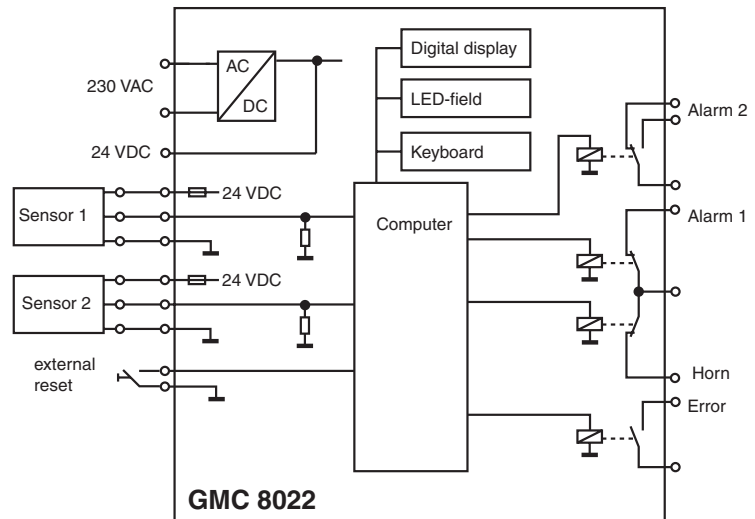 Digital display
LED-field
Keyboard
AC
DC
230 VAC
24 VDC
24 VDC
Sensor 1
24 VDC
Sensor 2
external
reset
Computer
Alarm 2
Alarm 1
Horn
Error
GMC 8022